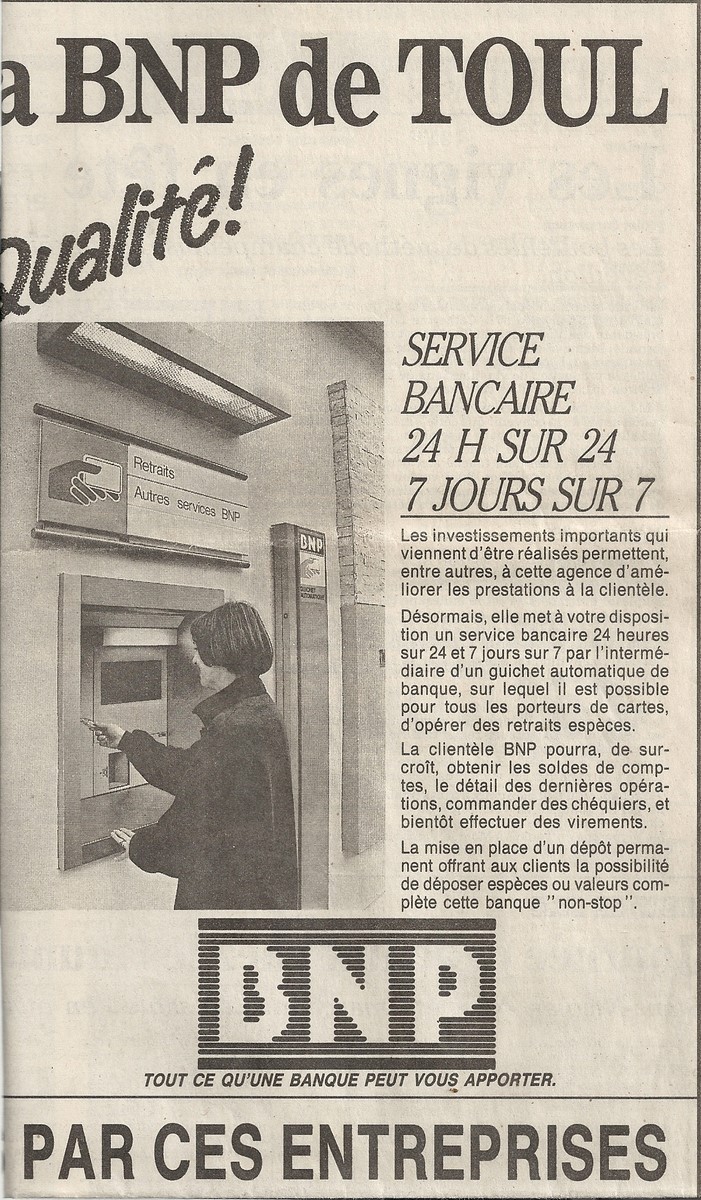 a BNP de TOUL
Qualité!
Retraits
Autres services BNP
BNP
GUICHET
AUTOMATIQUE
SERVICE
BANCAIRE
24 H SUR 24
7 JOURS SUR 7
Les investissements importants qui
viennent d'être réalisés permettent,
entre autres, à cette agence d'amé-
liorer les prestations à la clientèle.
Désormais, elle met à votre disposi-
tion un service bancaire 24 heures
sur 24 et 7 jours sur 7 par l'intermé-
diaire d'un guichet automatique de
banque, sur lequel il est possible
pour tous les porteurs de cartes,
d'opérer des retraits espèces.
La clientèle BNP pourra, de sur-
croît, obtenir les soldes de comp-
tes, le détail des dernières opéra-
tions, commander des chéquiers, et
bientôt effectuer des virements.
La mise en place d'un dépôt perma-
nent offrant aux clients la possibilité
de déposer espèces ou valeurs com-
plète cette banque "non-stop".
BNP
TOUT CE QU'UNE BANQUE PEUT VOUS APPORTER.
PAR CES ENTREPRISES